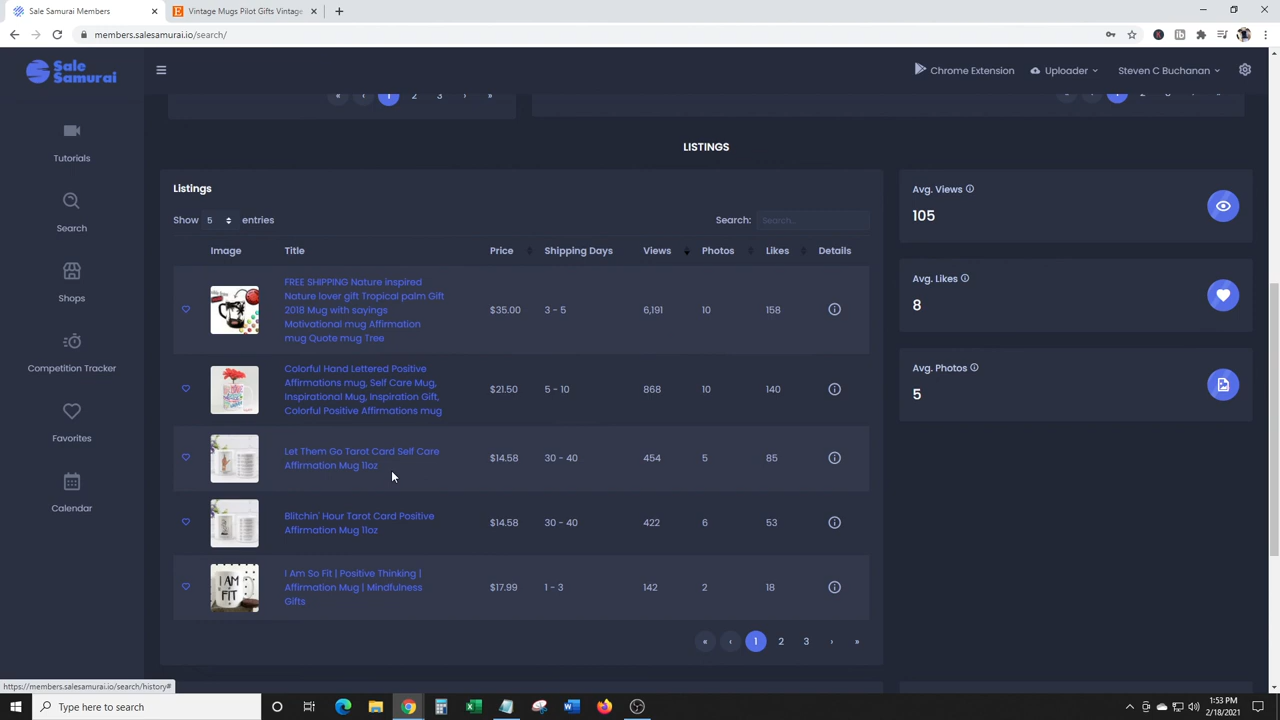 Sale Samurai Members
Vintage Mugs Pilot Gifts Vintage
members.salesamurai.io/search/
Sale Samurai
Chrome Extension
Uploader
Steven C Buchanan
Tutorials
Search
Shops
Competition Tracker
Favorites
Calendar
« ‹ 1 2 3 › »
LISTINGS
Listings
Show 5 entries
Search: Search...
Image Title Price Shipping Days Views Photos Likes Details
FREE SHIPPING Nature inspired
Nature lover gift Tropical palm Gift
2018 Mug with sayings
Motivational mug Affirmation
mug Quote mug Tree
$35.00 3 - 5 6,191 10 158
Colorful Hand Lettered Positive
Affirmations mug, Self Care Mug,
Inspirational Mug, Inspiration Gift,
Colorful Positive Affirmations mug
$21.50 5 - 10 868 10 140
Let Them Go Tarot Card Self Care
Affirmation Mug 11oz
$14.58 30 - 40 454 5 85
Blitchin' Hour Tarot Card Positive
Affirmation Mug 11oz
$14.58 30 - 40 422 6 53
I AM
FIT
I Am So Fit | Positive Thinking |
Affirmation Mug | Mindfulness
Gifts
$17.99 1 - 3 142 2 18
« ‹ 1 2 3 › »
Avg. Views
105
Avg. Likes
8
Avg. Photos
5
https://members.salesamurai.io/search/history#
Type here to search
1:53 PM
2/18/2021